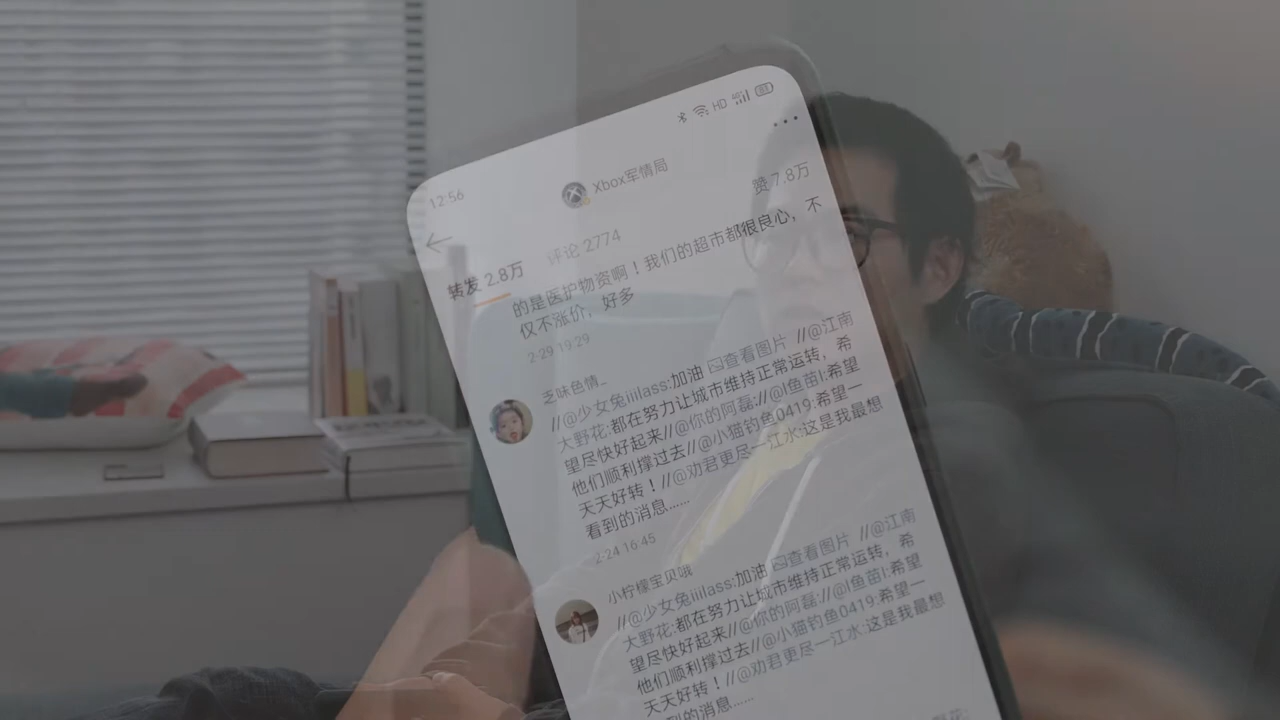 12:56
HD
Xbox军情局
转发 2.8万
评论 2774
赞 7.8万
的是医护物资啊！我们的超市都很良心，不
仅不涨价，好多
2-29 19:29
芝味色情_
//@少女兔iiilass:加油 查看图片 //@江南
大野花:都在努力让城市维持正常运转，希
望尽快好起来//@你的阿磊://@l鱼苗l:希望
他们顺利撑过去//@小猫钓鱼0419:希望一
天天好转！//@劝君更尽一江水:这是我最想
看到的消息……
2-24 16:45
小柠檬宝贝哦
//@少女兔iiilass:加油 查看图片 //@江南
大野花:都在努力让城市维持正常运转，希
望尽快好起来//@你的阿磊://@l鱼苗l:希望
他们顺利撑过去//@小猫钓鱼0419:希望一
天天好转！//@劝君更尽一江水:这是我最想
看到的消息……